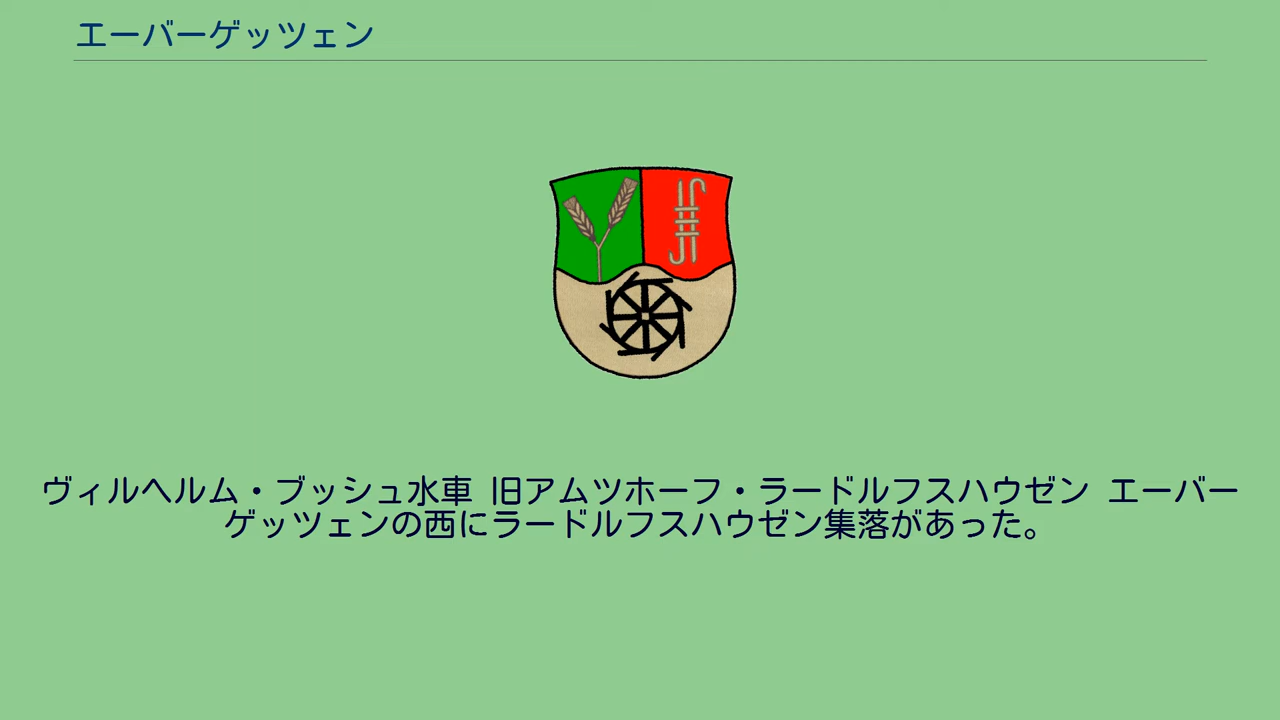 エーバーゲッツェン
ヴィルヘルム・ブッシュ水車 旧アムツホーフ・ラードルフスハウゼン エーバー
ゲッツェンの西にラードルフスハウゼン集落があった。